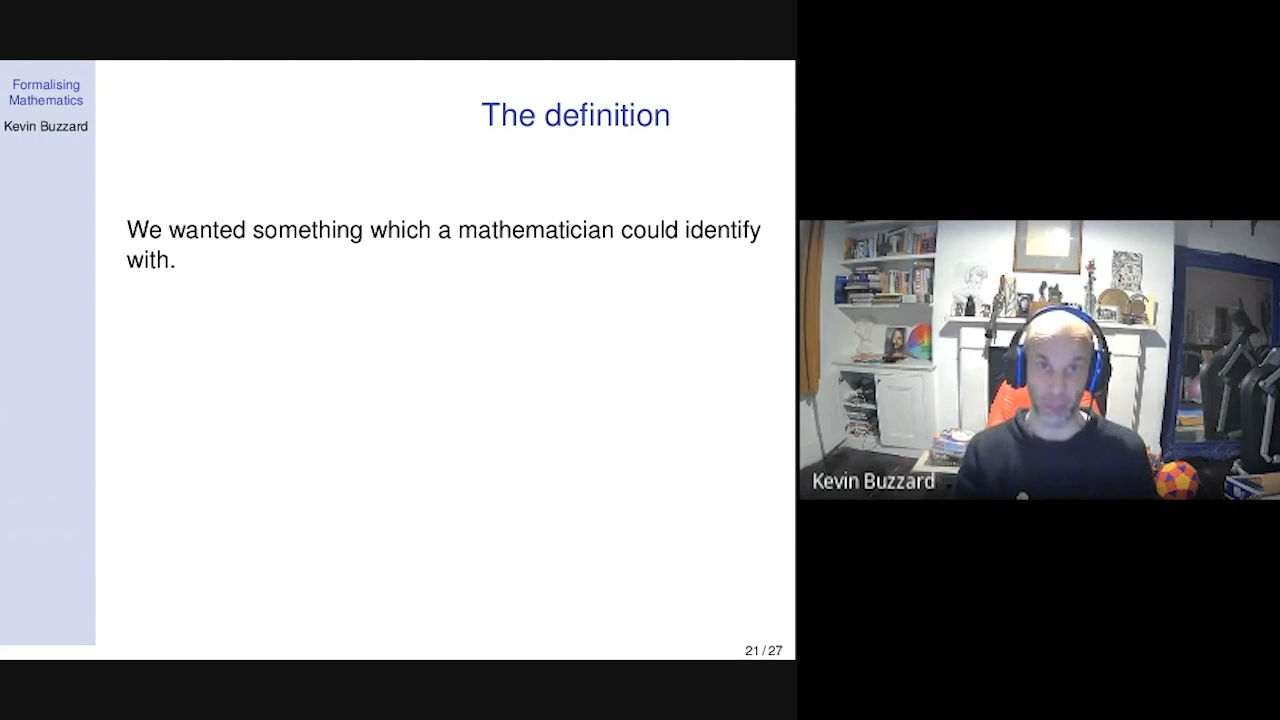 Formalising
Mathematics
Kevin Buzzard
The definition
We wanted something which a mathematician could identify
with.
21 / 27
Kevin Buzzard